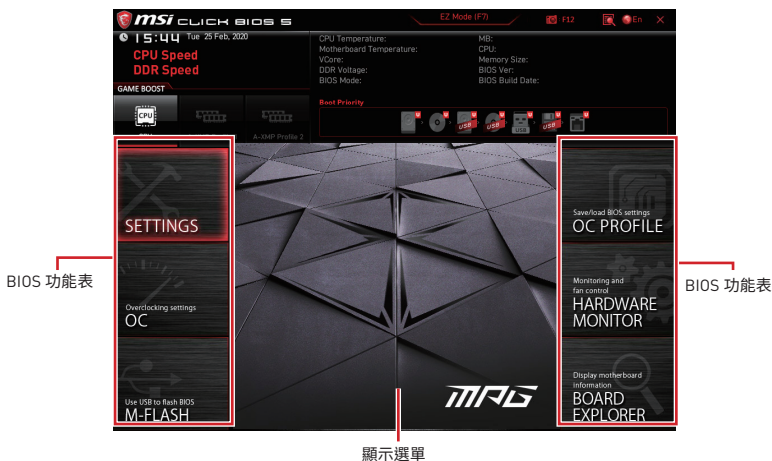 msi CLICK BIOS 5
EZ Mode (F7)
F12
En
15:44 Tue 25 Feb, 2020
CPU Speed
DDR Speed
GAME BOOST
CPU
A-XMP Profile 2
CPU Temperature:
Motherboard Temperature:
VCore:
DDR Voltage:
BIOS Mode:
MB:
CPU:
Memory Size:
BIOS Ver:
BIOS Build Date:
Boot Priority
USB
USB
USB
USB
SETTINGS
Overclocking settings
OC
Use USB to flash BIOS
M-FLASH
Save/load BIOS settings
OC PROFILE
Monitoring and
fan control
HARDWARE
MONITOR
Display motherboard
information
BOARD
EXPLORER
MPG
BIOS 功能表
BIOS 功能表
顯示選單